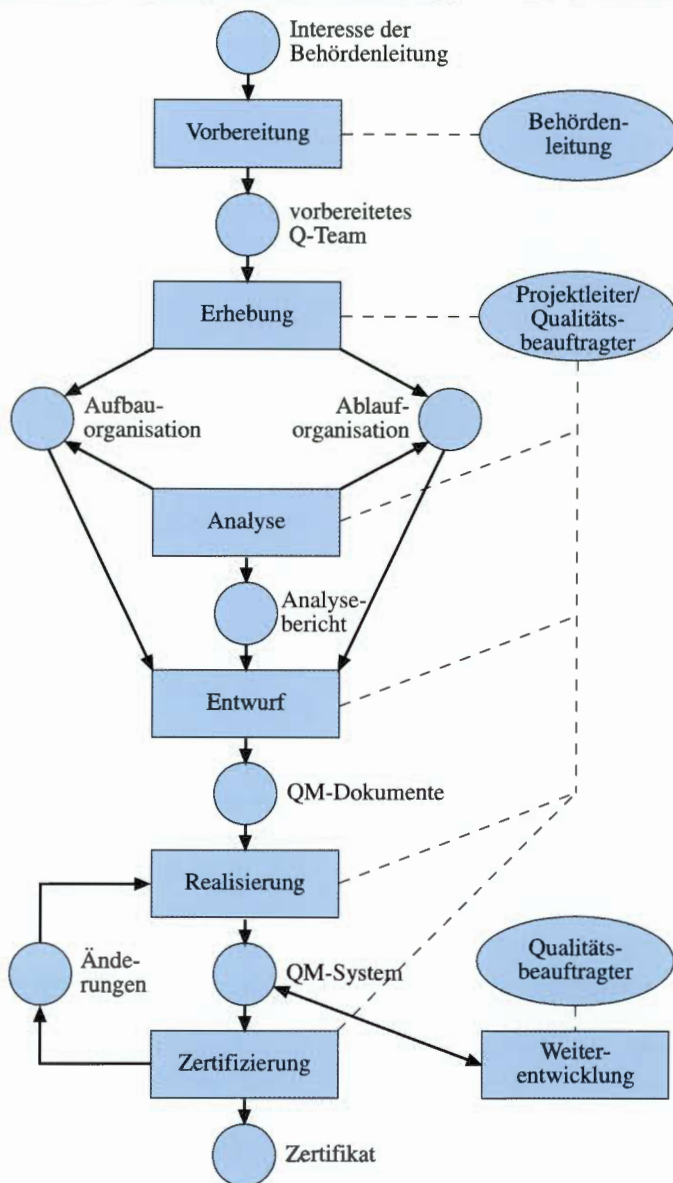 Interesse der
Behördenleitung
Vorbereitung
Behörden-
leitung
vorbereitetes
Q-Team
Erhebung
Projektleiter/
Qualitäts-
beauftragter
Aufbau-
organisation
Ablauf-
organisation
Analyse
Analyse-
bericht
Entwurf
QM-Dokumente
Realisierung
Ände-
rungen
QM-System
Qualitäts-
beauftragter
Zertifizierung
Weiter-
entwicklung
Zertifikat